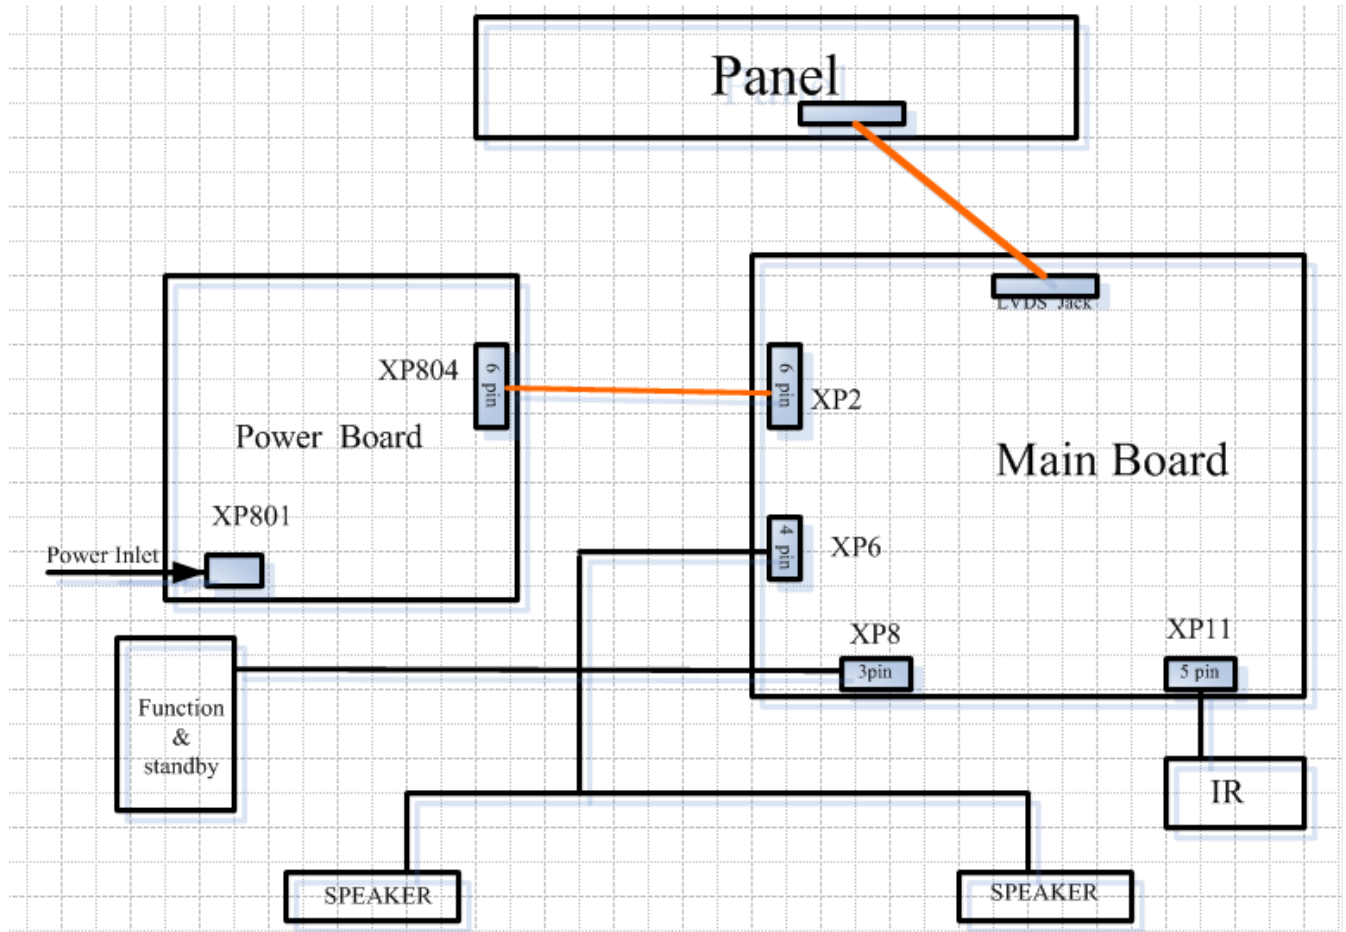 Panel
LVDS Jack
XP804
6 pin
6 pin
XP2
Power Board
Main Board
XP801
4 pin
XP6
Power Inlet
XP8
XP11
3pin
5 pin
Function
&
standby
IR
SPEAKER
SPEAKER